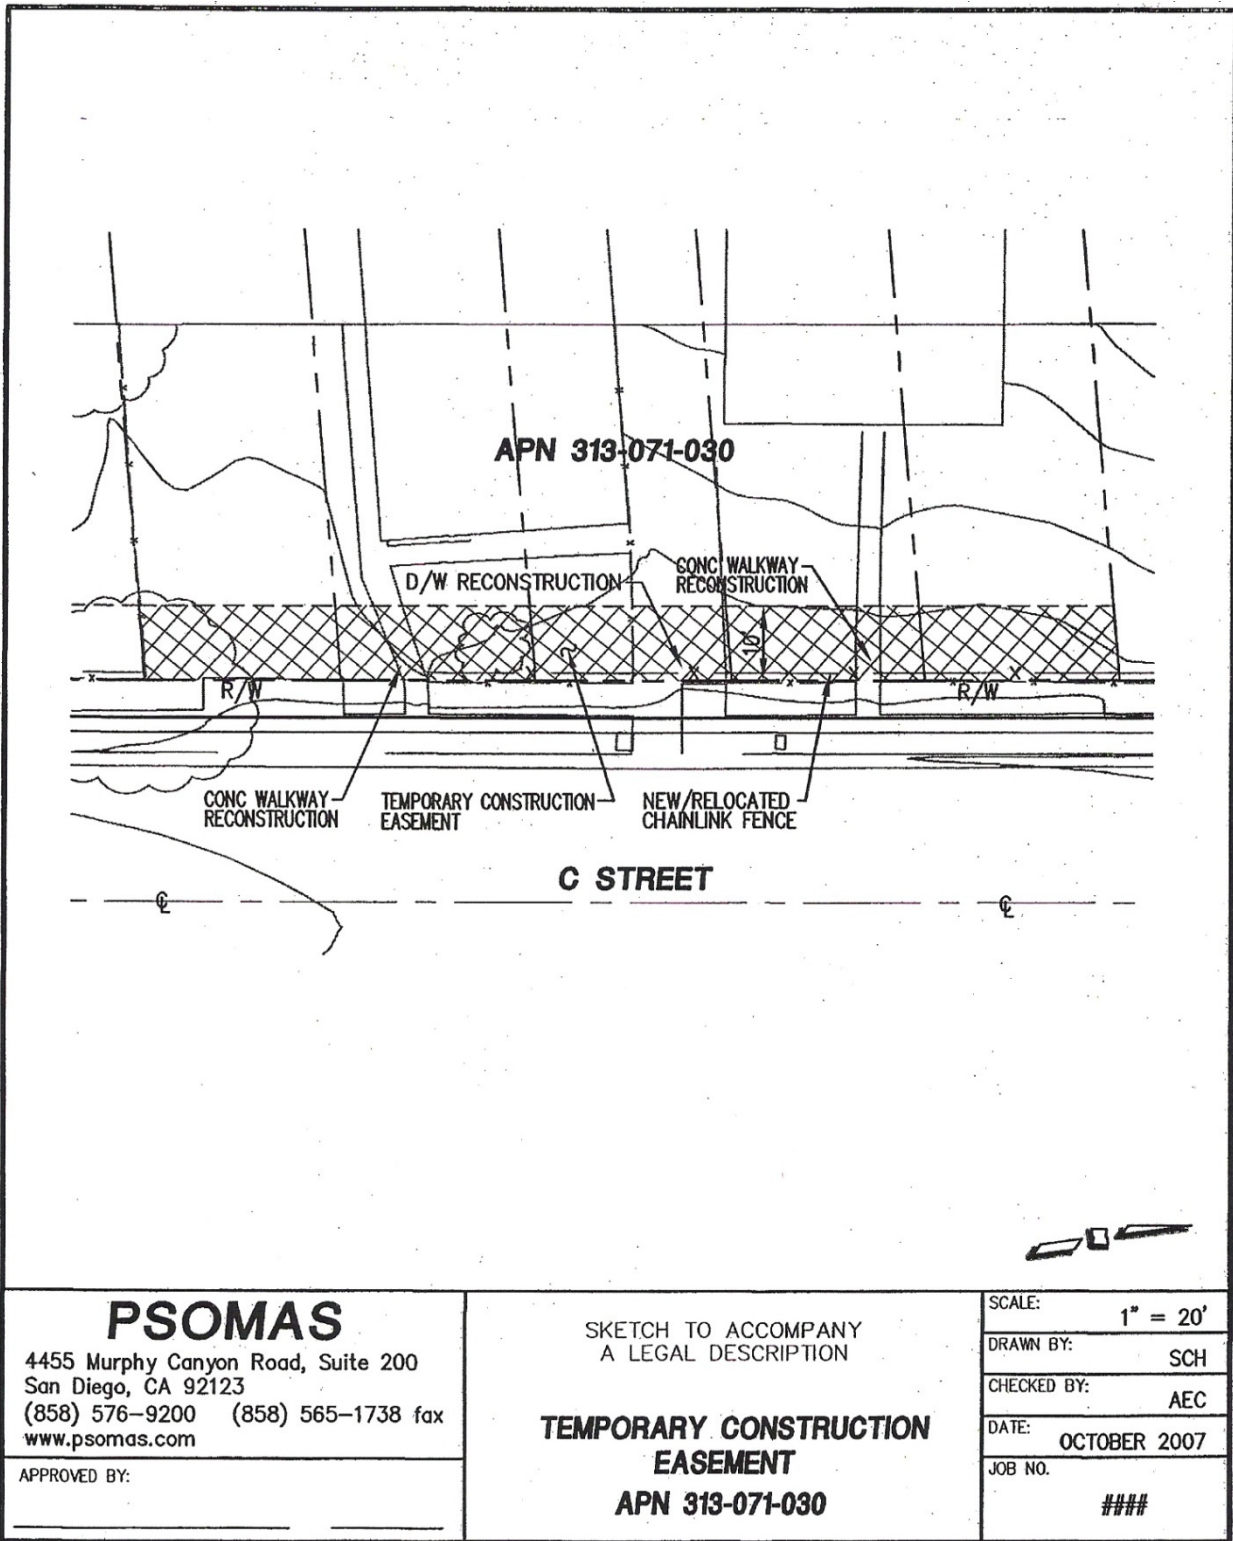 APN 313-071-030
D/W RECONSTRUCTION
CONC WALKWAY
RECONSTRUCTION
10'
R/W
R/W
CONC WALKWAY
RECONSTRUCTION
TEMPORARY CONSTRUCTION
EASEMENT
NEW/RELOCATED
CHAINLINK FENCE
C STREET
℄
℄
PSOMAS
4455 Murphy Canyon Road, Suite 200
San Diego, CA 92123
(858) 576-9200 (858) 565-1738 fax
www.psomas.com
APPROVED BY:
SKETCH TO ACCOMPANY
A LEGAL DESCRIPTION
TEMPORARY CONSTRUCTION
EASEMENT
APN 313-071-030
SCALE:
1" = 20'
DRAWN BY:
SCH
CHECKED BY:
AEC
DATE:
OCTOBER 2007
JOB NO.
####